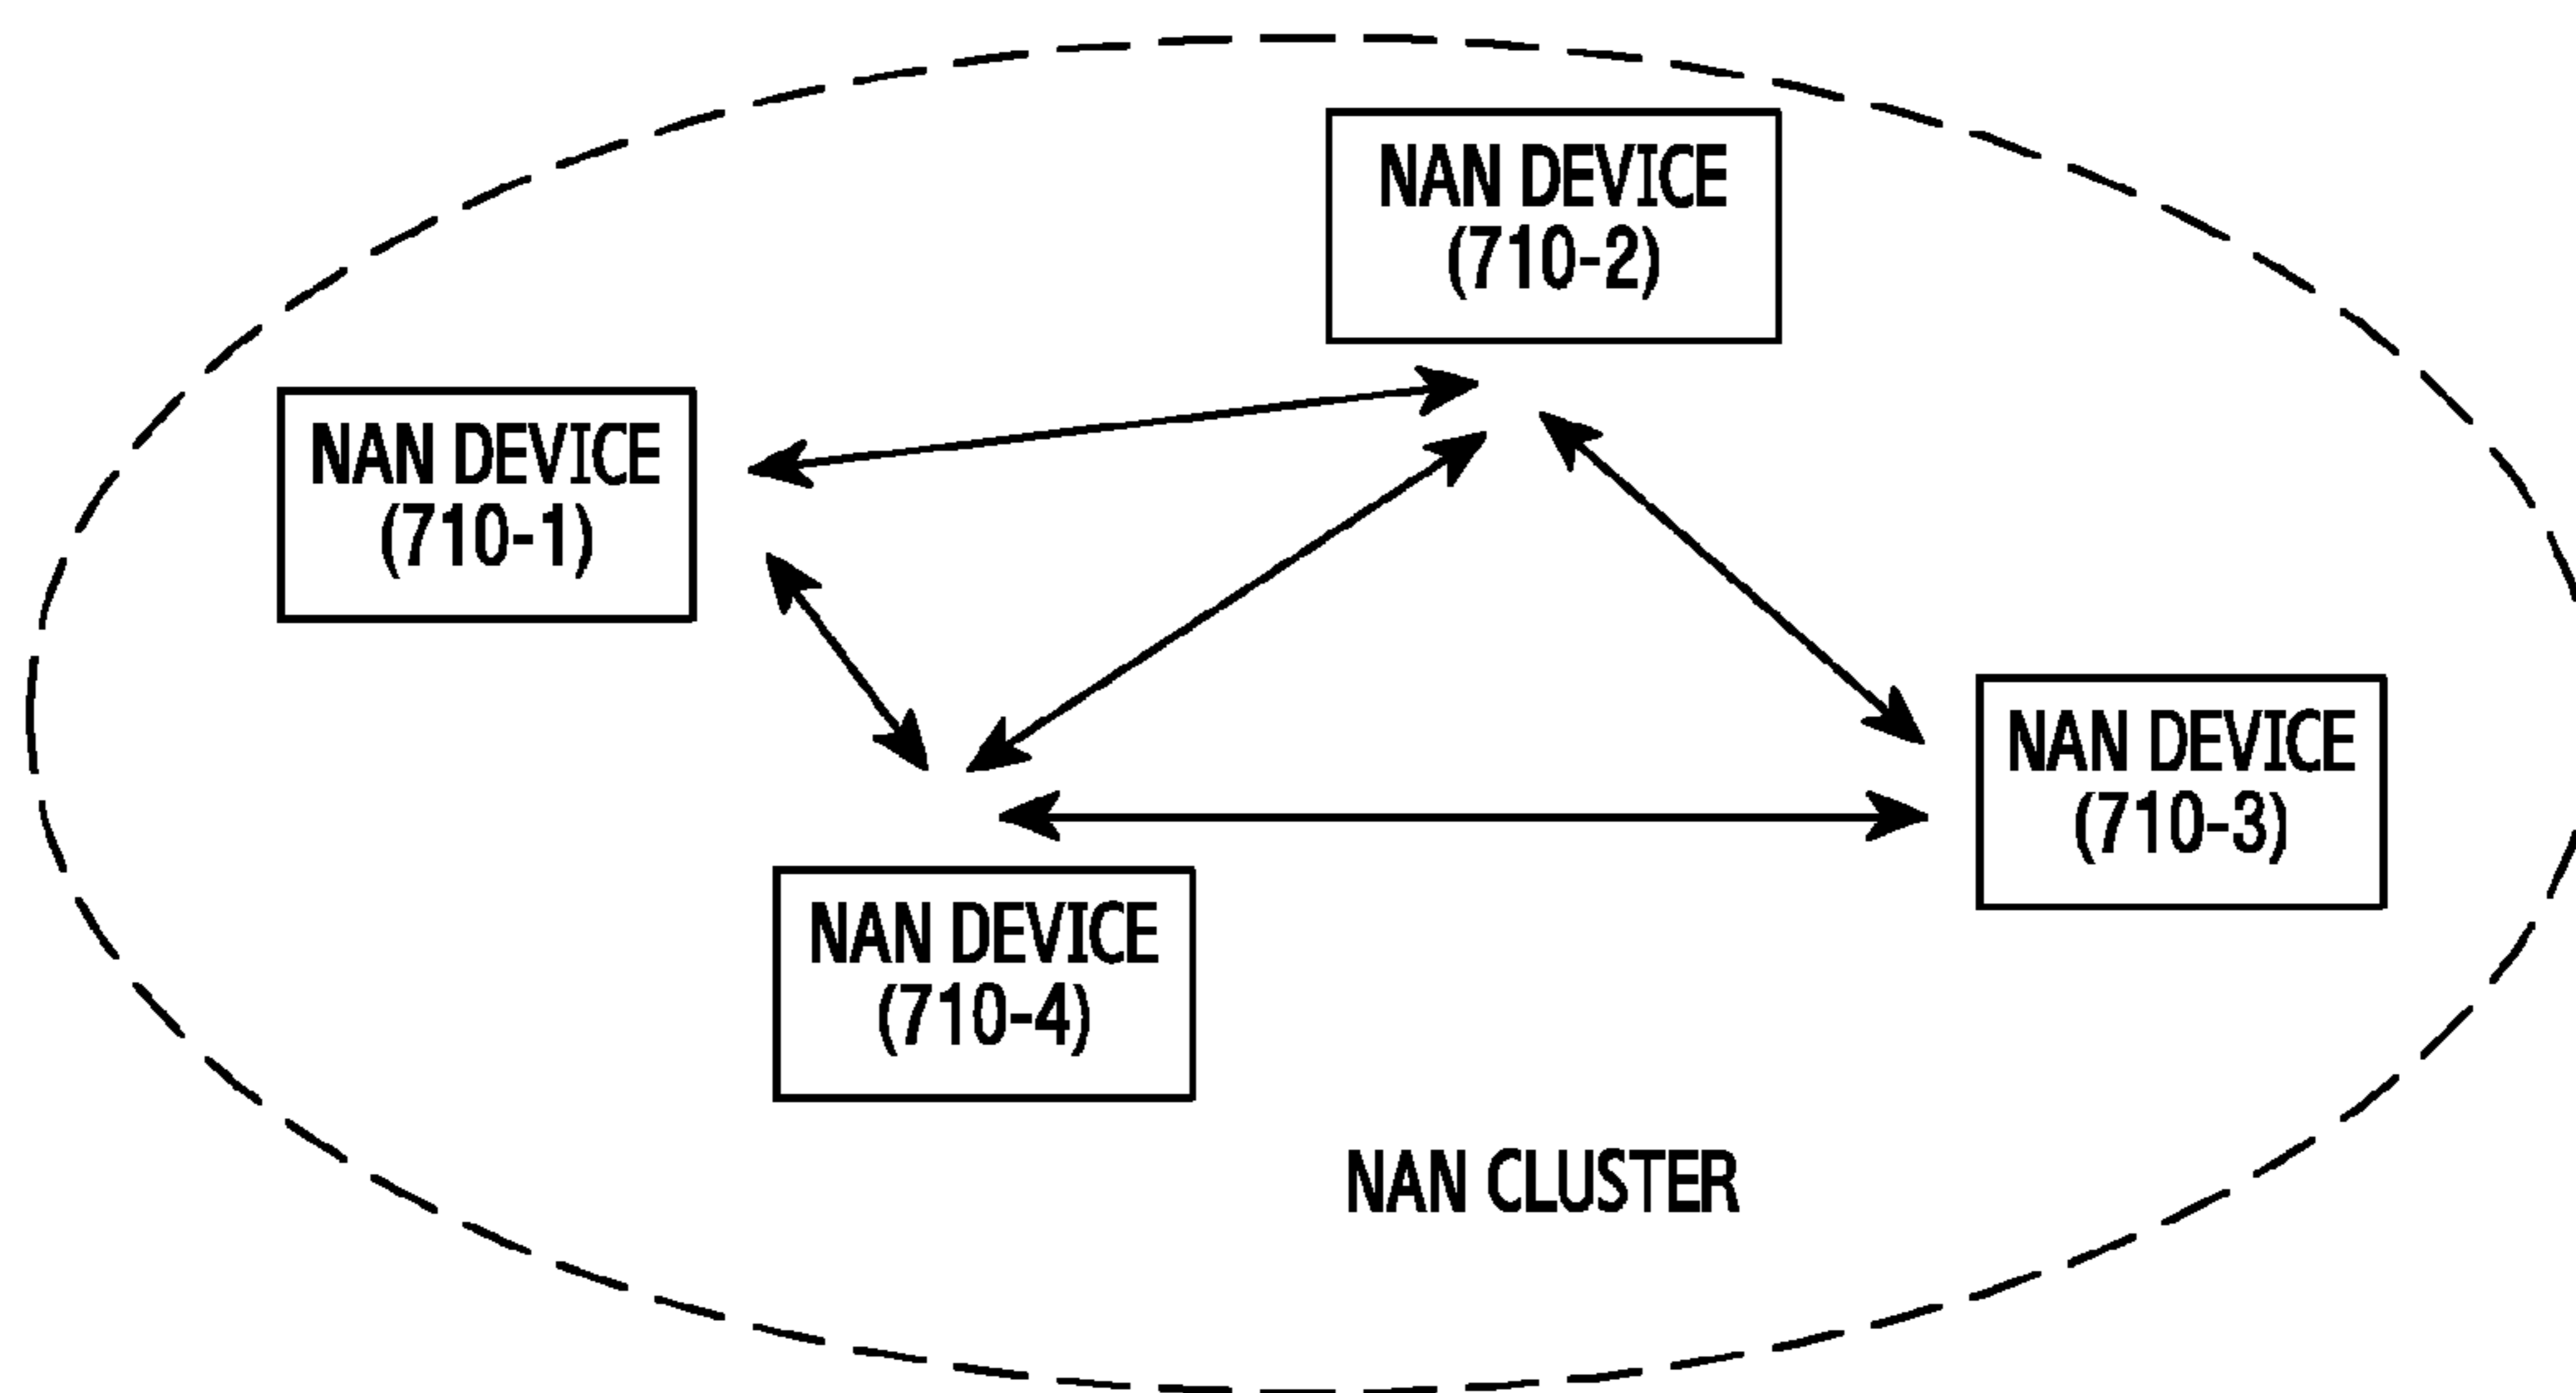 NAN DEVICE
(710-2)
NAN DEVICE
(710-1)
NAN DEVICE
(710-3)
NAN DEVICE
(710-4)
NAN CLUSTER